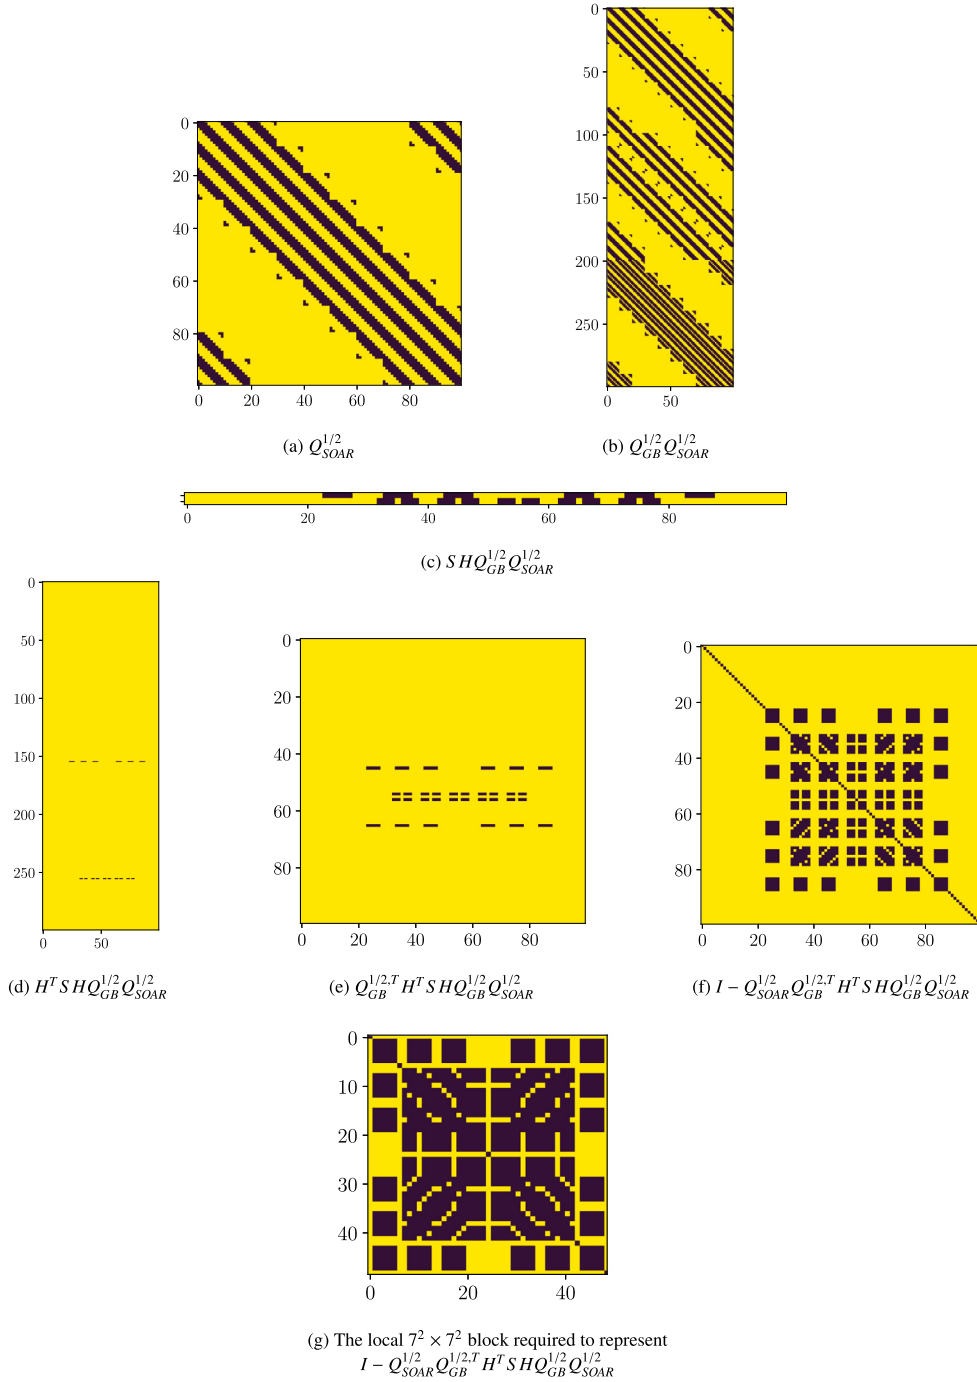 0
20
40
60
80
0 20 40 60 80
(a) Q_{SOAR}^{1/2}
0
50
100
150
200
250
0 50
(b) Q_{GB}^{1/2} Q_{SOAR}^{1/2}
0 20 40 60 80
(c) SHQ_{GB}^{1/2} Q_{SOAR}^{1/2}
0
50
100
150
200
250
0 50
(d) H^T SHQ_{GB}^{1/2} Q_{SOAR}^{1/2}
0
20
40
60
80
0 20 40 60 80
(e) Q_{GB}^{1/2,T} H^T SHQ_{GB}^{1/2} Q_{SOAR}^{1/2}
0
20
40
60
80
0 20 40 60 80
(f) I − Q_{SOAR}^{1/2} Q_{GB}^{1/2,T} H^T SHQ_{GB}^{1/2} Q_{SOAR}^{1/2}
0
10
20
30
40
0 20 40
(g) The local 7^2 × 7^2 block required to represent
I − Q_{SOAR}^{1/2} Q_{GB}^{1/2,T} H^T SHQ_{GB}^{1/2} Q_{SOAR}^{1/2}